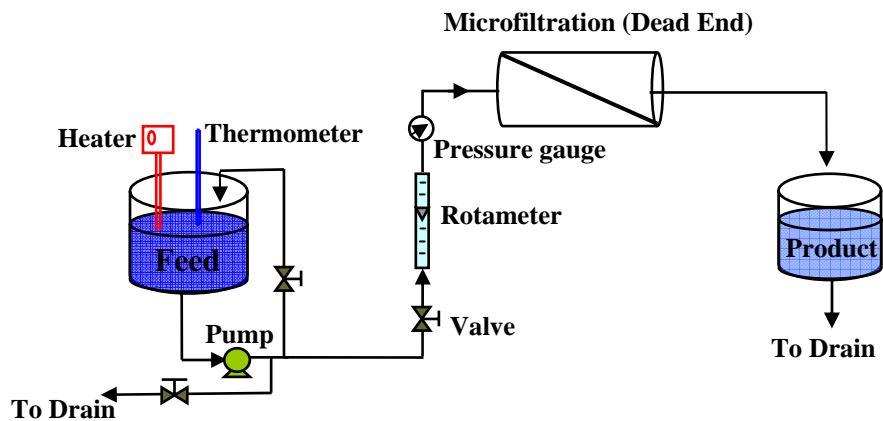 Microfiltration (Dead End)
Heater
Thermometer
Pressure gauge
Rotameter
Feed
Product
Pump
Valve
To Drain
To Drain